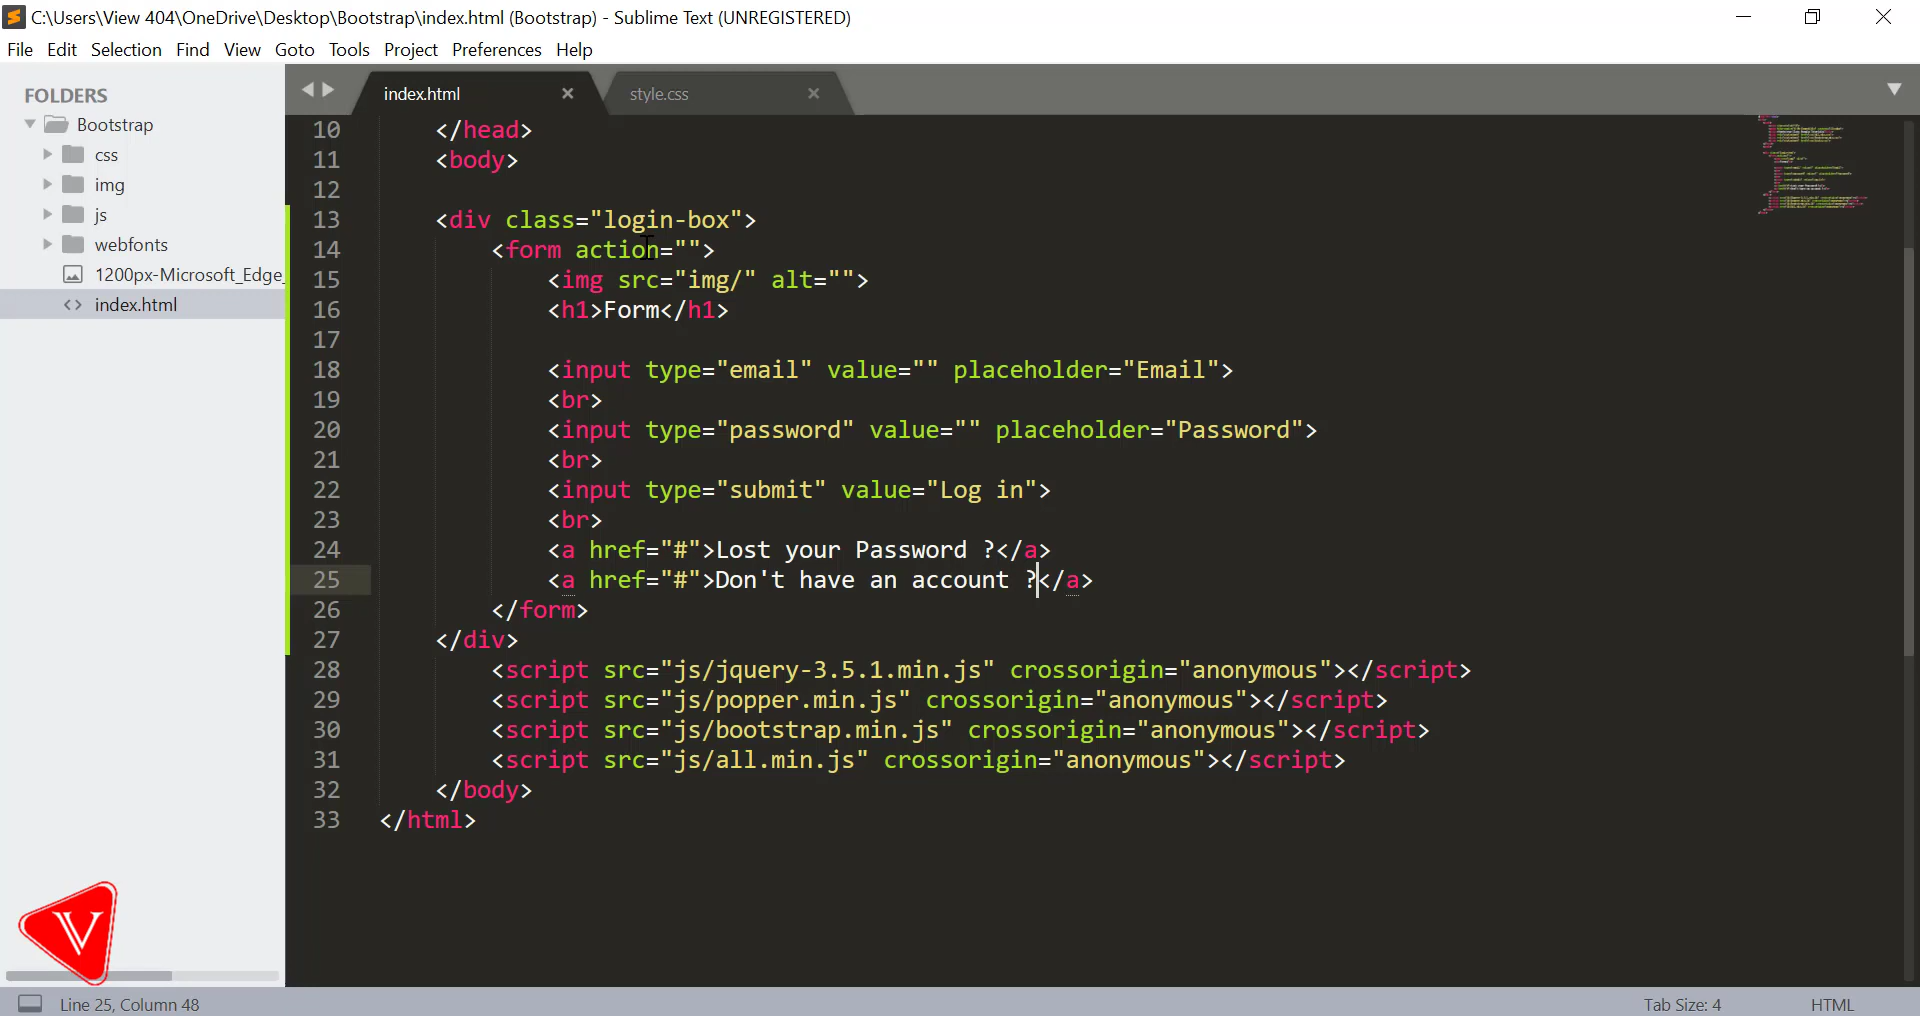 C:\Users\View 404\OneDrive\Desktop\Bootstrap\index.html (Bootstrap) - Sublime Text (UNREGISTERED)
File Edit Selection Find View Goto Tools Project Preferences Help
FOLDERS
Bootstrap
css
img
js
webfonts
1200px-Microsoft_Edge_
index.html
index.html style.css
10 </head>
11 <body>
12
13 <div class="login-box">
14 <form action="">
15 <img src="img/" alt="">
16 <h1>Form</h1>
17
18 <input type="email" value="" placeholder="Email">
19 <br>
20 <input type="password" value="" placeholder="Password">
21 <br>
22 <input type="submit" value="Log in">
23 <br>
24 <a href="#">Lost your Password ?</a>
25 <a href="#">Don't have an account ?</a>
26 </form>
27 </div>
28 <script src="js/jquery-3.5.1.min.js" crossorigin="anonymous"></script>
29 <script src="js/popper.min.js" crossorigin="anonymous"></script>
30 <script src="js/bootstrap.min.js" crossorigin="anonymous"></script>
31 <script src="js/all.min.js" crossorigin="anonymous"></script>
32 </body>
33 </html>
V
Line 25, Column 48
Tab Size: 4
HTML